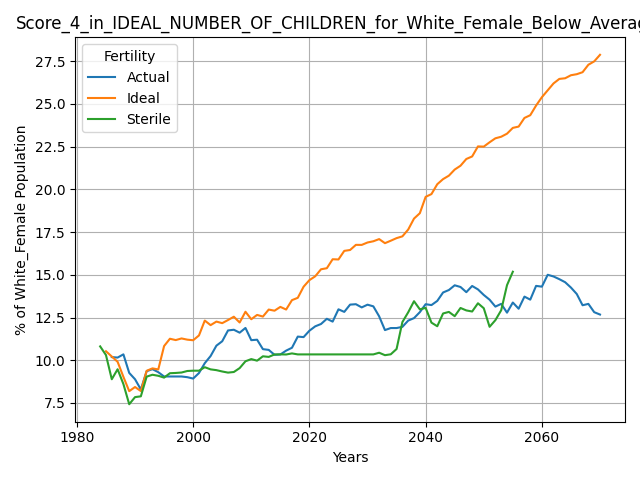 Score_4_in_IDEAL_NUMBER_OF_CHILDREN_for_White_Female_Below_Averag
Fertility
Actual
Ideal
Sterile
% of White_Female Population
27.5
25.0
22.5
20.0
17.5
15.0
12.5
10.0
7.5
1980 2000 2020 2040 2060
Years